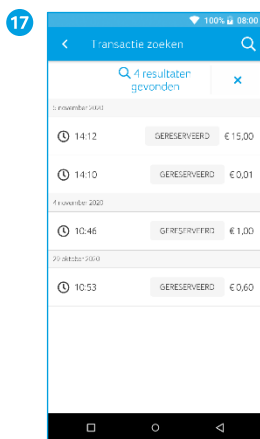 17
100% 08:00
Transactie zoeken
4 resultaten
gevonden
5 november 2020
14:12 GERESERVEERD € 15,00
14:10 GERESERVEERD € 0,01
4 november 2020
10:46 GERESERVEERD € 1,00
29 oktober 2020
10:53 GERESERVEERD € 0,60